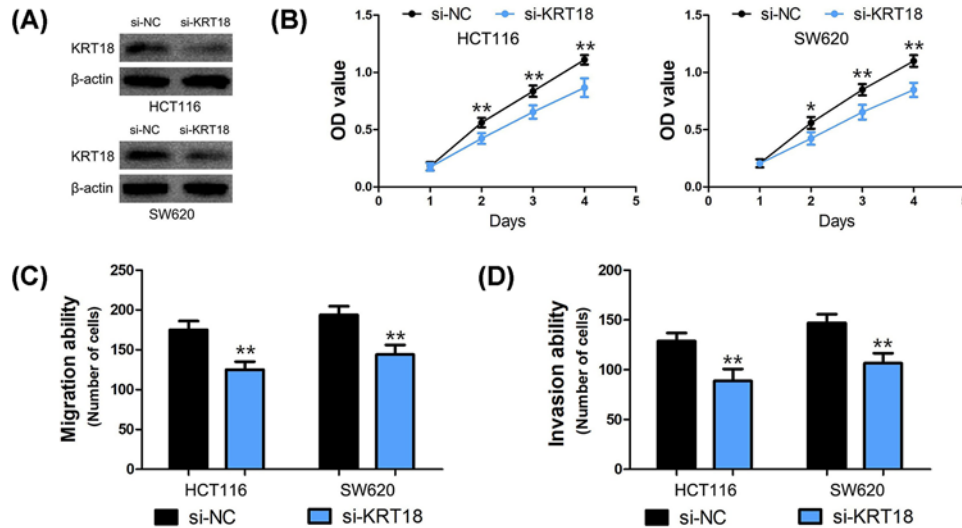 (A)
si-NC si-KRT18
KRT18
β-actin
HCT116
si-NC si-KRT18
KRT18
β-actin
SW620
(B)
si-NC si-KRT18
HCT116
OD value
1.5
1.0
0.5
0.0
** ** **
0 1 2 3 4 5
Days
si-NC si-KRT18
SW620
OD value
1.5
1.0
0.5
0.0
* ** **
0 1 2 3 4 5
Days
(C)
Migration ability
(Number of cells)
250
200
150
100
50
0
** **
HCT116 SW620
si-NC si-KRT18
(D)
Invasion ability
(Number of cells)
200
150
100
50
0
** **
HCT116 SW620
si-NC si-KRT18